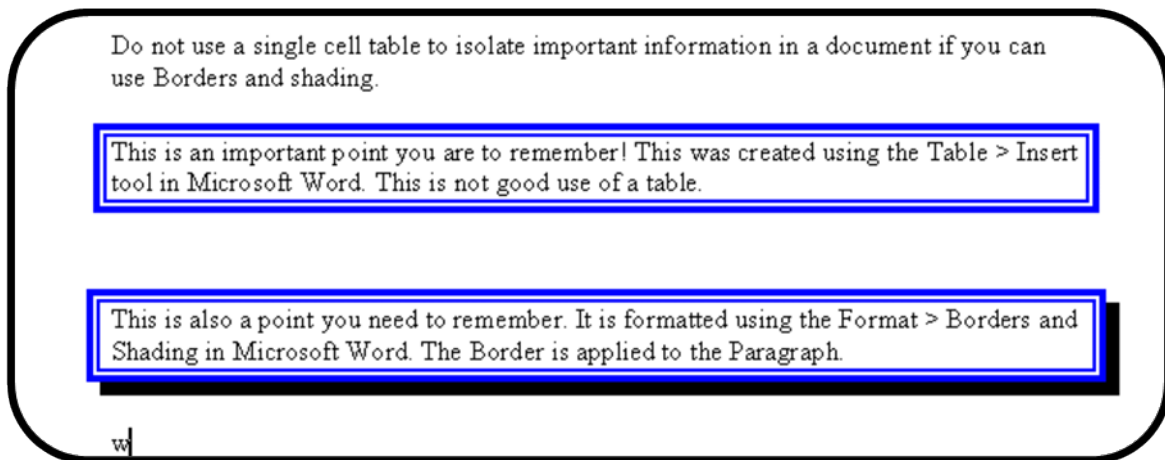 Do not use a single cell table to isolate important information in a document if you can
use Borders and shading.
This is an important point you are to remember! This was created using the Table > Insert
tool in Microsoft Word. This is not good use of a table.
This is also a point you need to remember. It is formatted using the Format > Borders and
Shading in Microsoft Word. The Border is applied to the Paragraph.
w